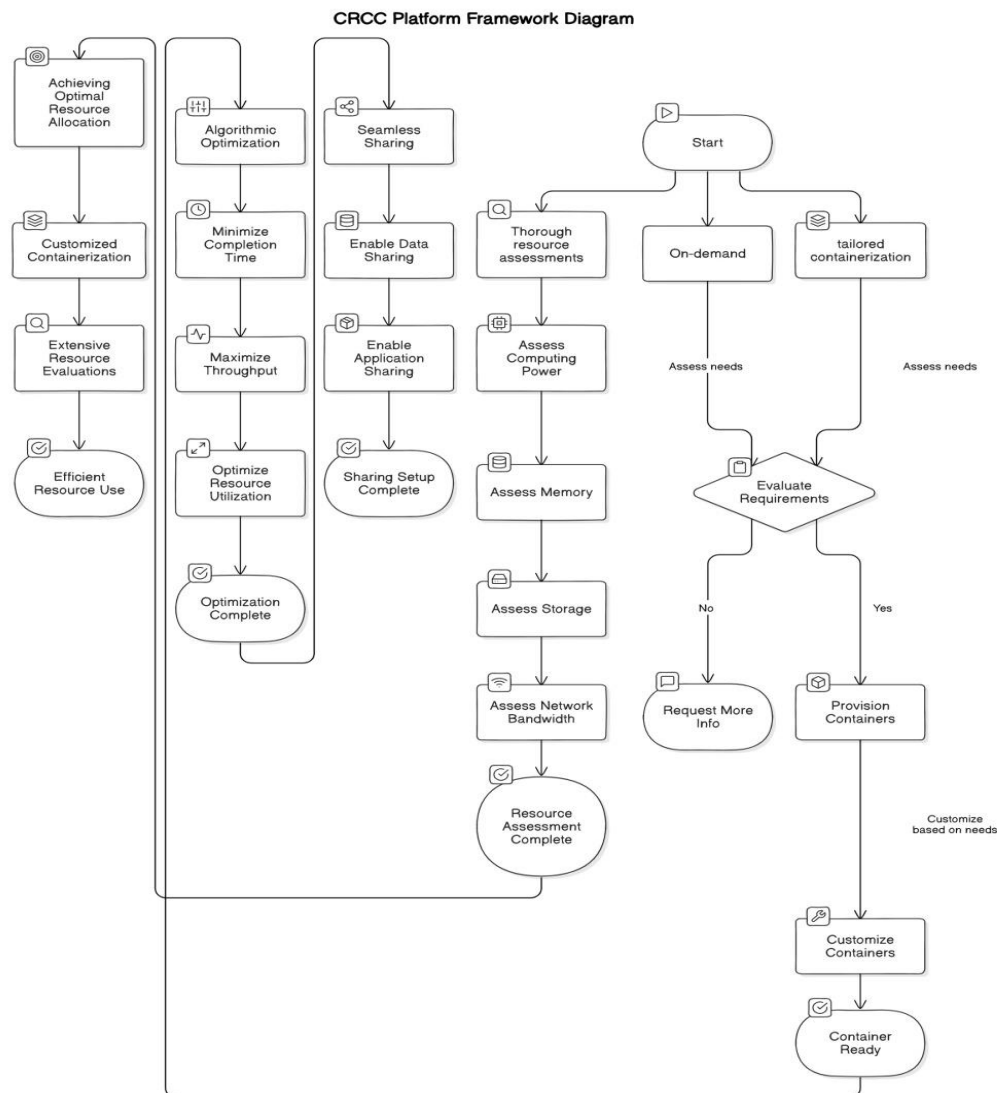 CRCC Platform Framework Diagram
Achieving
Optimal
Resource
Allocation
Customized
Containerization
Extensive
Resource
Evaluations
Efficient
Resource Use
Algorithmic
Optimization
Minimize
Completion
Time
Maximize
Throughput
Optimize
Resource
Utilization
Optimization
Complete
Seamless
Sharing
Enable Data
Sharing
Enable
Application
Sharing
Sharing Setup
Complete
Start
Thorough
resource
assessments
Assess
Computing
Power
Assess Memory
Assess Storage
Assess Network
Bandwidth
Resource
Assessment
Complete
On-demand
Assess needs
tailored
containerization
Assess needs
Evaluate
Requirements
No
Request More
Info
Yes
Provision
Containers
Customize
based on needs
Customize
Containers
Container
Ready